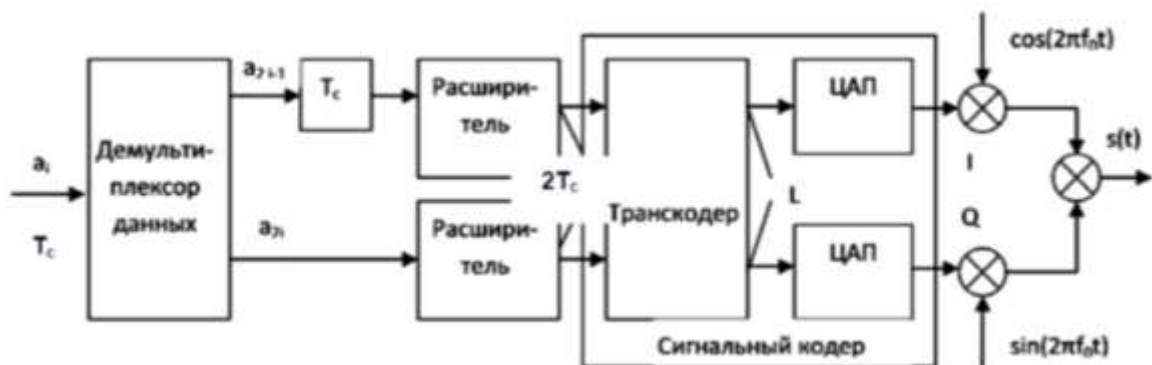 cos(2πf₀t)
a₂ᵢ₋₁
T꜀
Расшири-
тель
ЦАП
Демульти-
плексор
данных
aᵢ
T꜀
2T꜀
Транскодер
L
I
Q
s(t)
a₂ᵢ
Расшири-
тель
ЦАП
Сигнальный кодер
sin(2πf₀t)